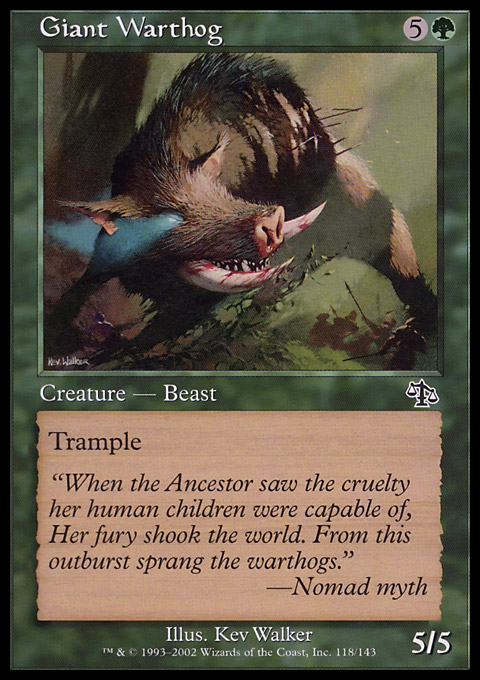 Giant Warthog 5
KEV WALKER
Creature — Beast
Trample
“When the Ancestor saw the cruelty
her human children were capable of,
Her fury shook the world. From this
outburst sprang the warthogs.”
—Nomad myth
Illus. Kev Walker
™ & © 1993–2002 Wizards of the Coast, Inc. 118/143
5/5